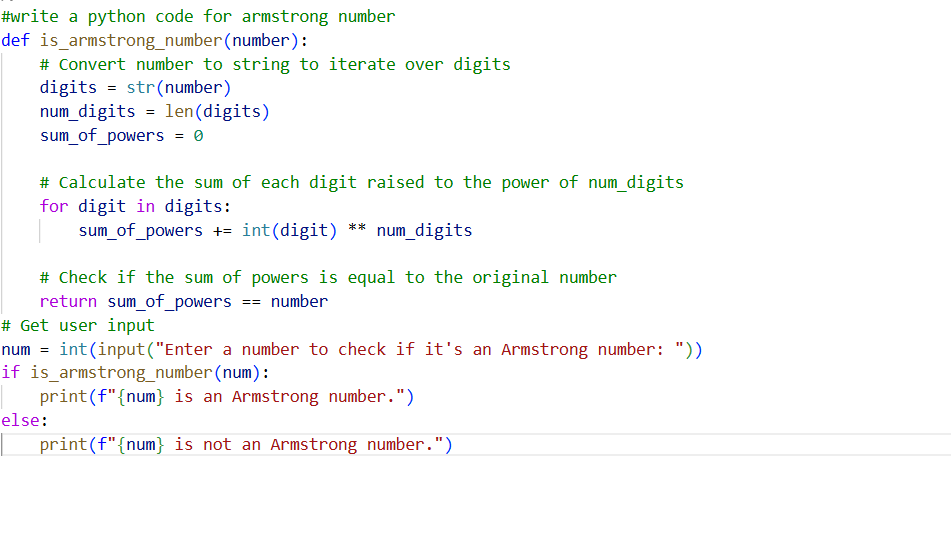 #write a python code for armstrong number
def is_armstrong_number(number):
    # Convert number to string to iterate over digits
    digits = str(number)
    num_digits = len(digits)
    sum_of_powers = 0

    # Calculate the sum of each digit raised to the power of num_digits
    for digit in digits:
        sum_of_powers += int(digit) ** num_digits

    # Check if the sum of powers is equal to the original number
    return sum_of_powers == number
# Get user input
num = int(input("Enter a number to check if it's an Armstrong number: "))
if is_armstrong_number(num):
    print(f"{num} is an Armstrong number.")
else:
    print(f"{num} is not an Armstrong number.")